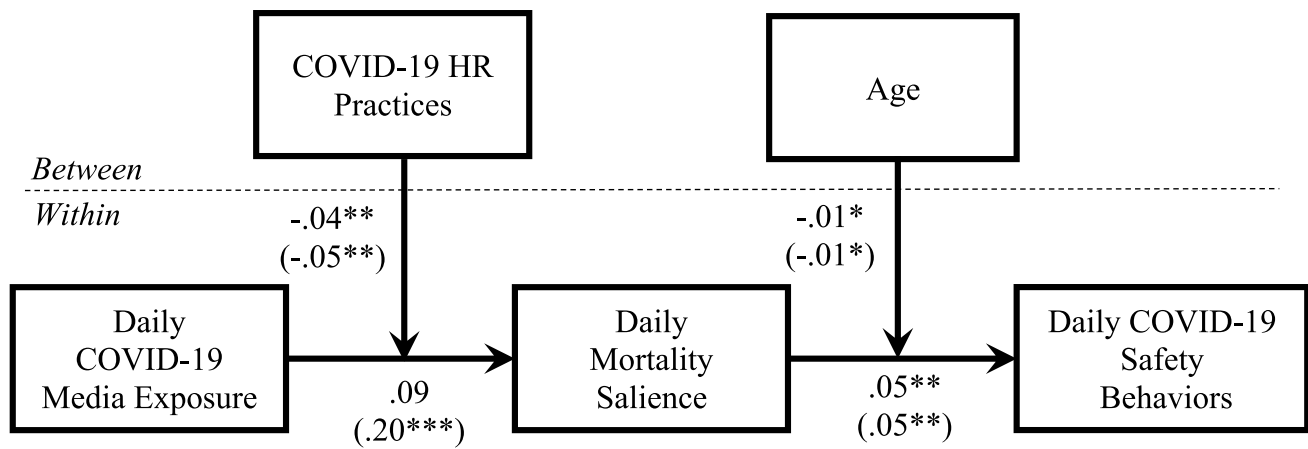 COVID-19 HR
Practices
Age
Between
Within
-.04**
(-.05**)
-.01*
(-.01*)
Daily
COVID-19
Media Exposure
.09
(.20***)
Daily
Mortality
Salience
.05**
(.05**)
Daily COVID-19
Safety
Behaviors